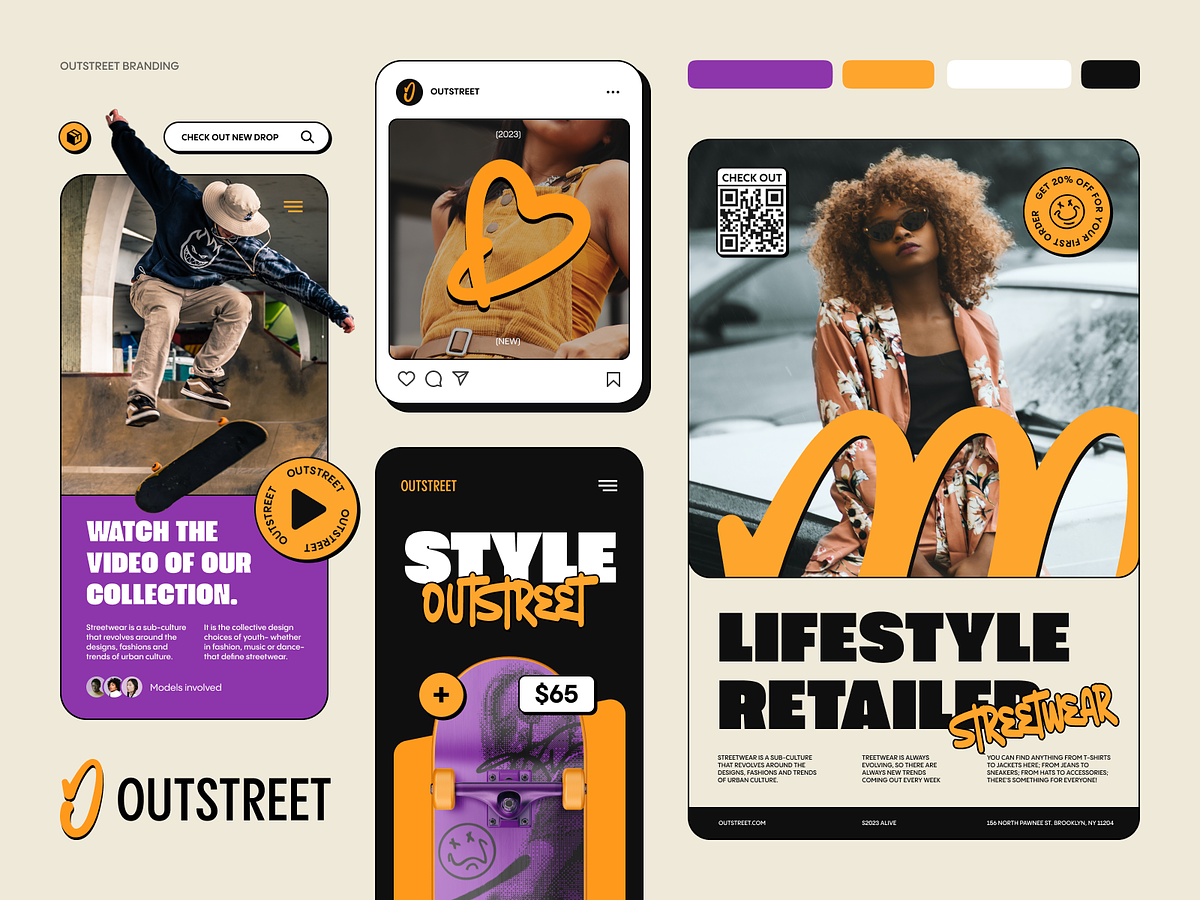 OUTSTREET BRANDING
CHECK OUT NEW DROP
WATCH THE
VIDEO OF OUR
COLLECTION.
OUTSTREET OUTSTREET OUTSTREET
Streetwear is a sub-culture
that revolves around the
designs, fashions and
trends of urban culture.
It is the collective design
choices of youth- whether
in fashion, music or dance-
that define streetwear.
Models involved
OUTSTREET
OUTSTREET
(2023)
(NEW)
OUTSTREET
STYLE
OUTSTREET
+
$65
CHECK OUT
GET 20% OFF FOR YOUR FIRST ORDER
LIFESTYLE
RETAILER
STREETWEAR
STREETWEAR IS A SUB-CULTURE
THAT REVOLVES AROUND THE
DESIGNS, FASHIONS AND TRENDS
OF URBAN CULTURE.
TREETWEAR IS ALWAYS
EVOLVING, SO THERE ARE
ALWAYS NEW TRENDS
COMING OUT EVERY WEEK
YOU CAN FIND ANYTHING FROM T-SHIRTS
TO JACKETS HERE; FROM JEANS TO
SNEAKERS; FROM HATS TO ACCESSORIES;
THERE'S SOMETHING FOR EVERYONE!
OUTSTREET.COM
S2023 ALIVE
156 NORTH PAWNEE ST. BROOKLYN, NY 11204